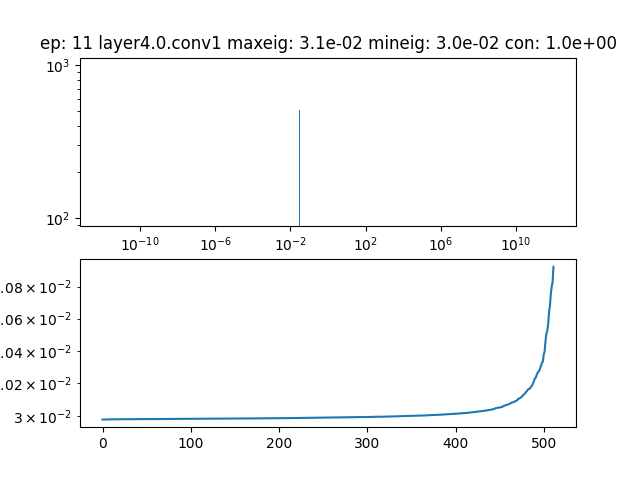 ep: 11 layer4.0.conv1 maxeig: 3.1e-02 mineig: 3.0e-02 con: 1.0e+00
10³
10²
10⁻¹⁰ 10⁻⁶ 10⁻² 10² 10⁶ 10¹⁰
.08 × 10⁻²
.06 × 10⁻²
.04 × 10⁻²
.02 × 10⁻²
3 × 10⁻²
0 100 200 300 400 500